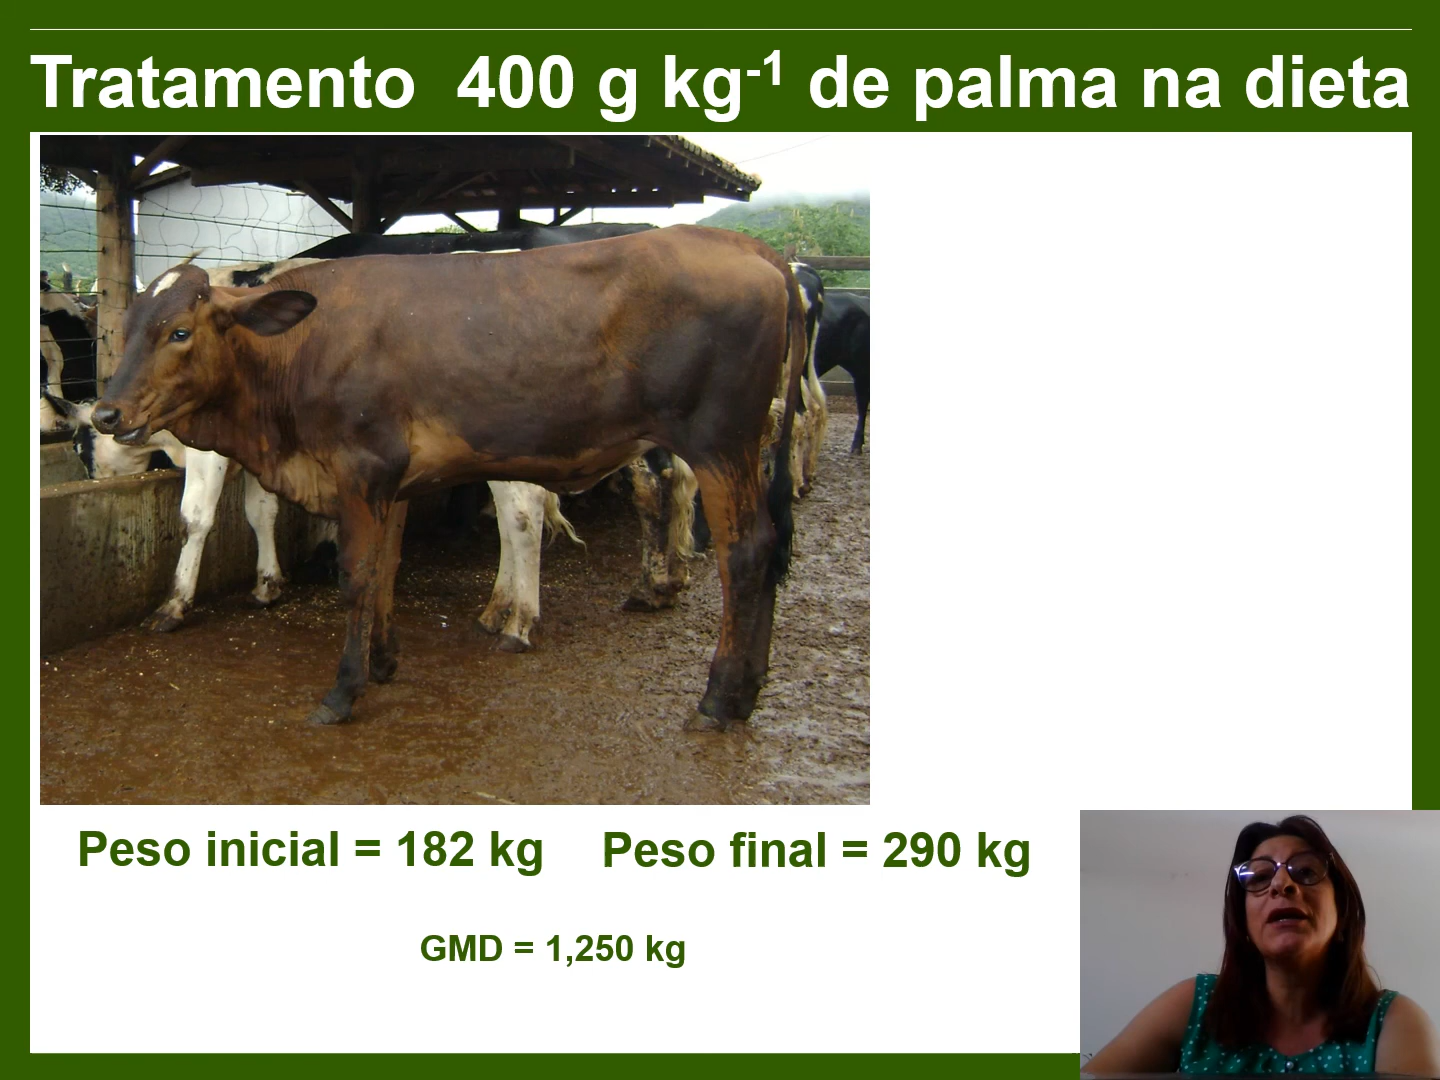 Tratamento 400 g kg-1 de palma na dieta
Peso inicial = 182 kg Peso final = 290 kg
GMD = 1,250 kg